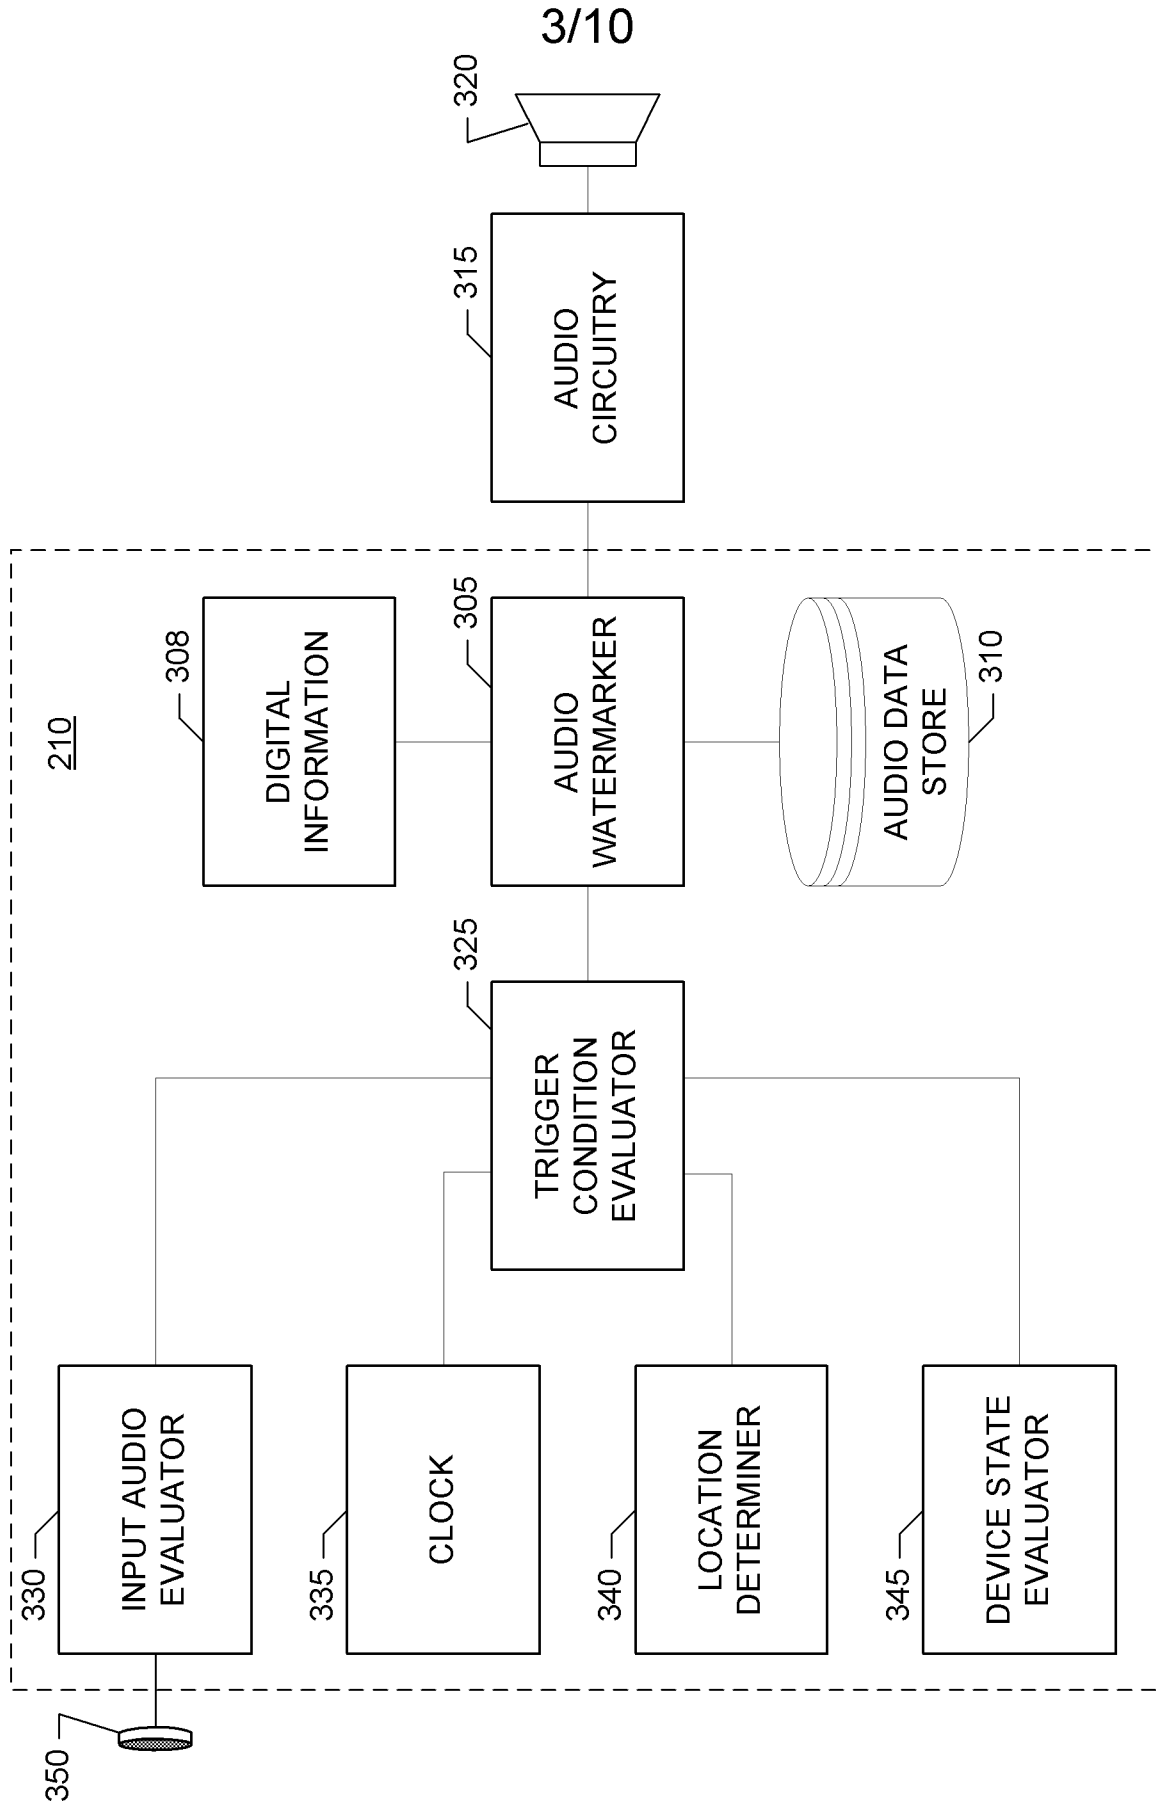 3/10
210
350
330
INPUT AUDIO
EVALUATOR
335
CLOCK
340
LOCATION
DETERMINER
345
DEVICE STATE
EVALUATOR
325
TRIGGER
CONDITION
EVALUATOR
308
DIGITAL
INFORMATION
305
AUDIO
WATERMARKER
AUDIO DATA
STORE
310
315
AUDIO
CIRCUITRY
320